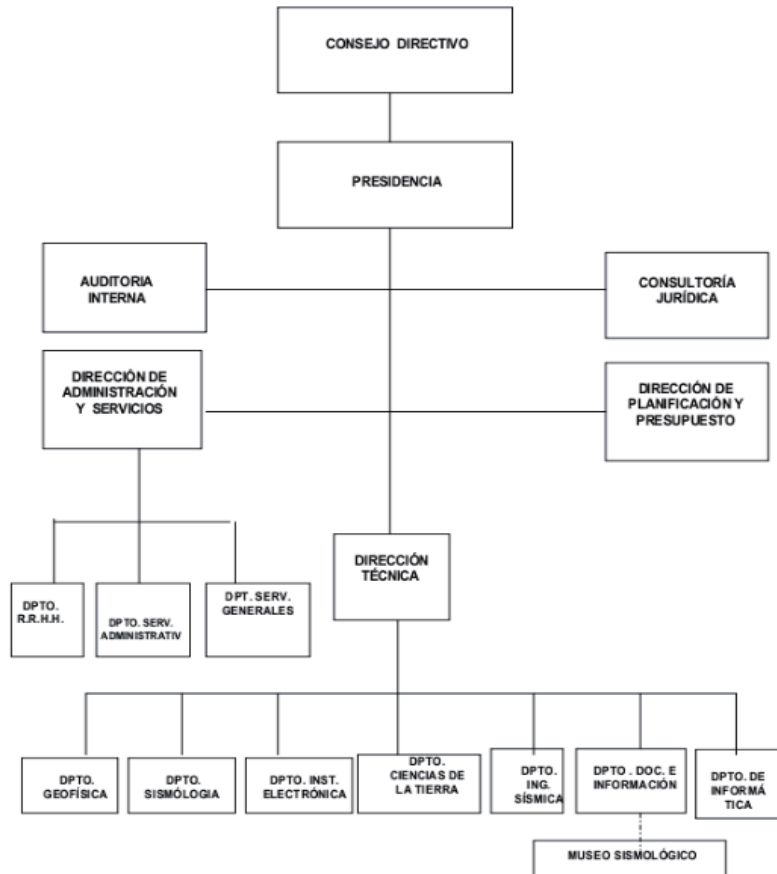 CONSEJO DIRECTIVO
PRESIDENCIA
AUDITORIA
INTERNA
CONSULTORÍA
JURÍDICA
DIRECCIÓN DE
ADMINISTRACIÓN
Y SERVICIOS
DIRECCIÓN DE
PLANIFICACIÓN Y
PRESUPUESTO
DIRECCIÓN
TÉCNICA
DPTO.
R.R.H.H.
DPTO. SERV.
ADMINISTRATIV
DPT. SERV.
GENERALES
DPTO.
GEOFÍSICA
DPTO.
SISMÓLOGIA
DPTO. INST.
ELECTRÓNICA
DPTO.
CIENCIAS DE
LA TIERRA
DPTO.
ING.
SÍSMICA
DPTO . DOC. E
INFORMACIÓN
DPTO. DE
INFORMÁ
TICA
MUSEO SISMOLÓGICO